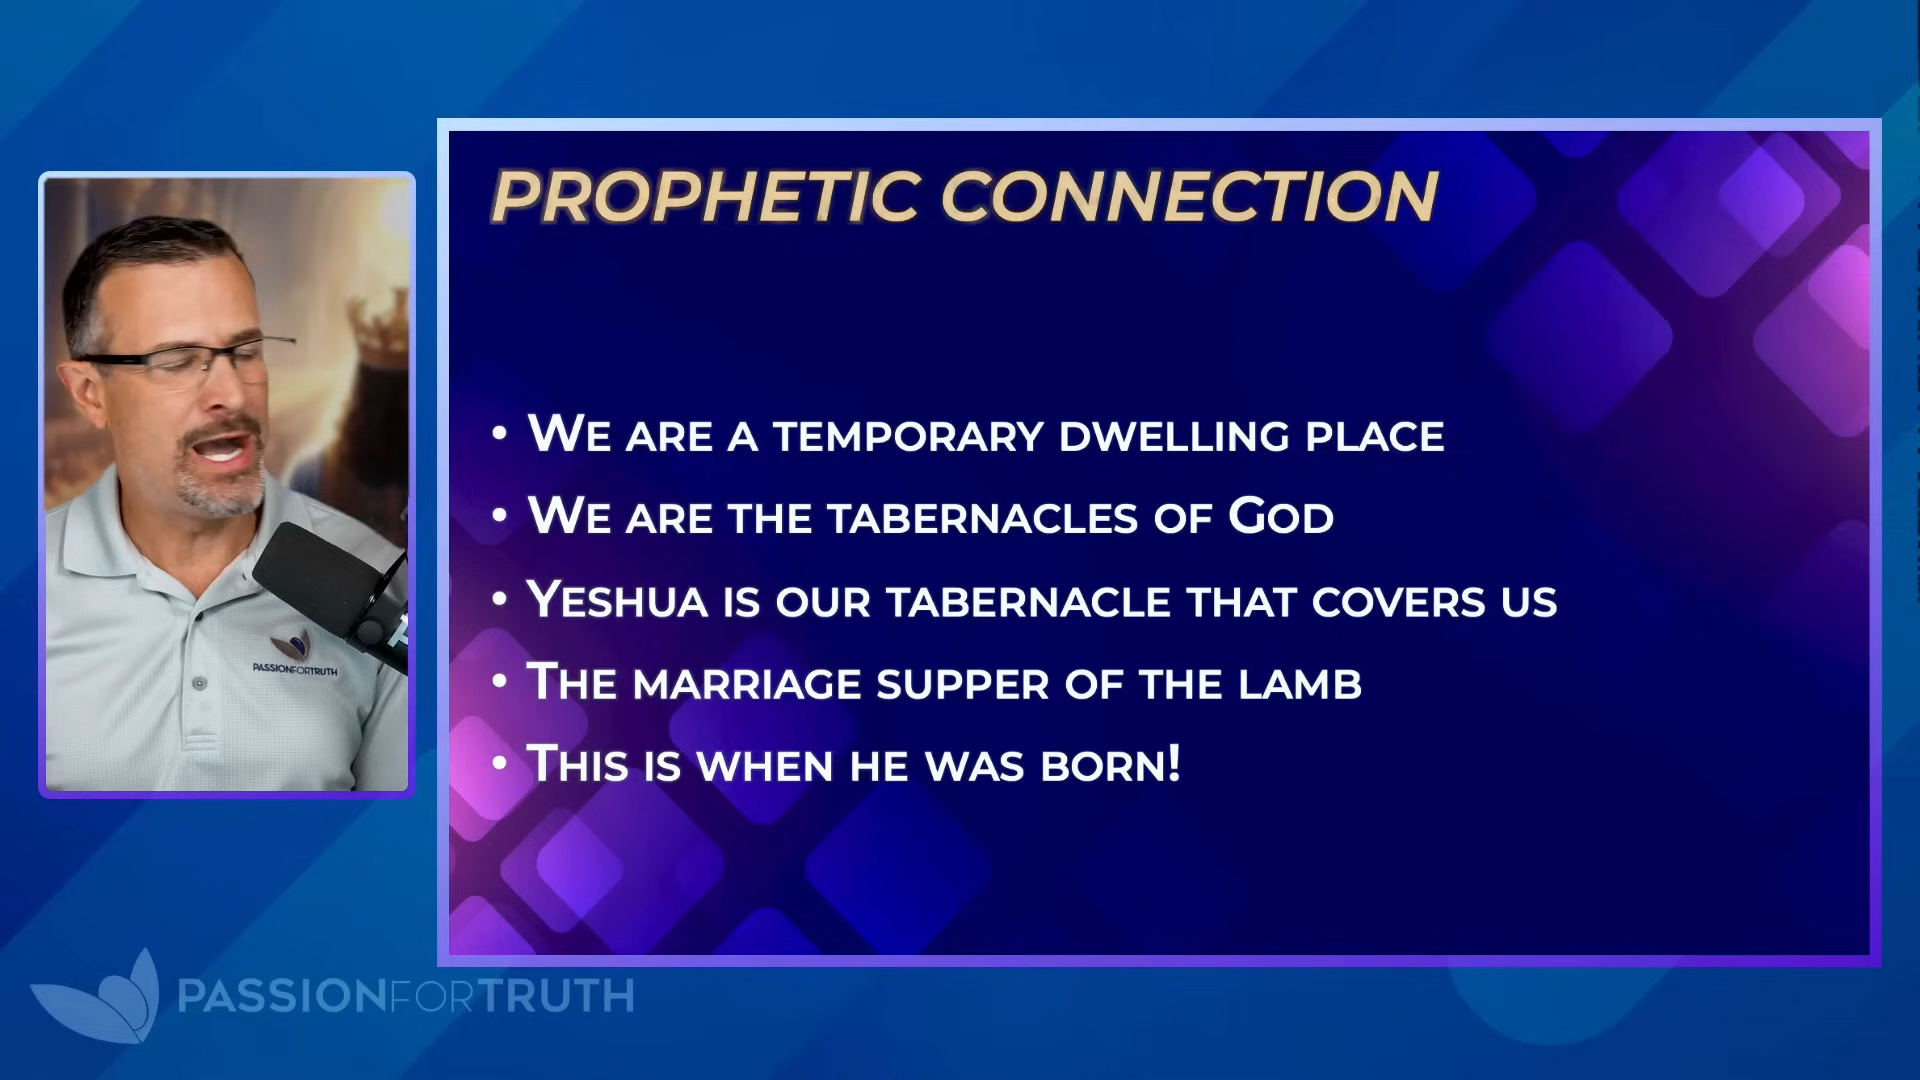 PROPHETIC CONNECTION
• We are a temporary dwelling place
• We are the tabernacles of God
• Yeshua is our tabernacle that covers us
• The marriage supper of the lamb
• This is when he was born!
PASSIONFORTRUTH
PASSIONFORTRUTH